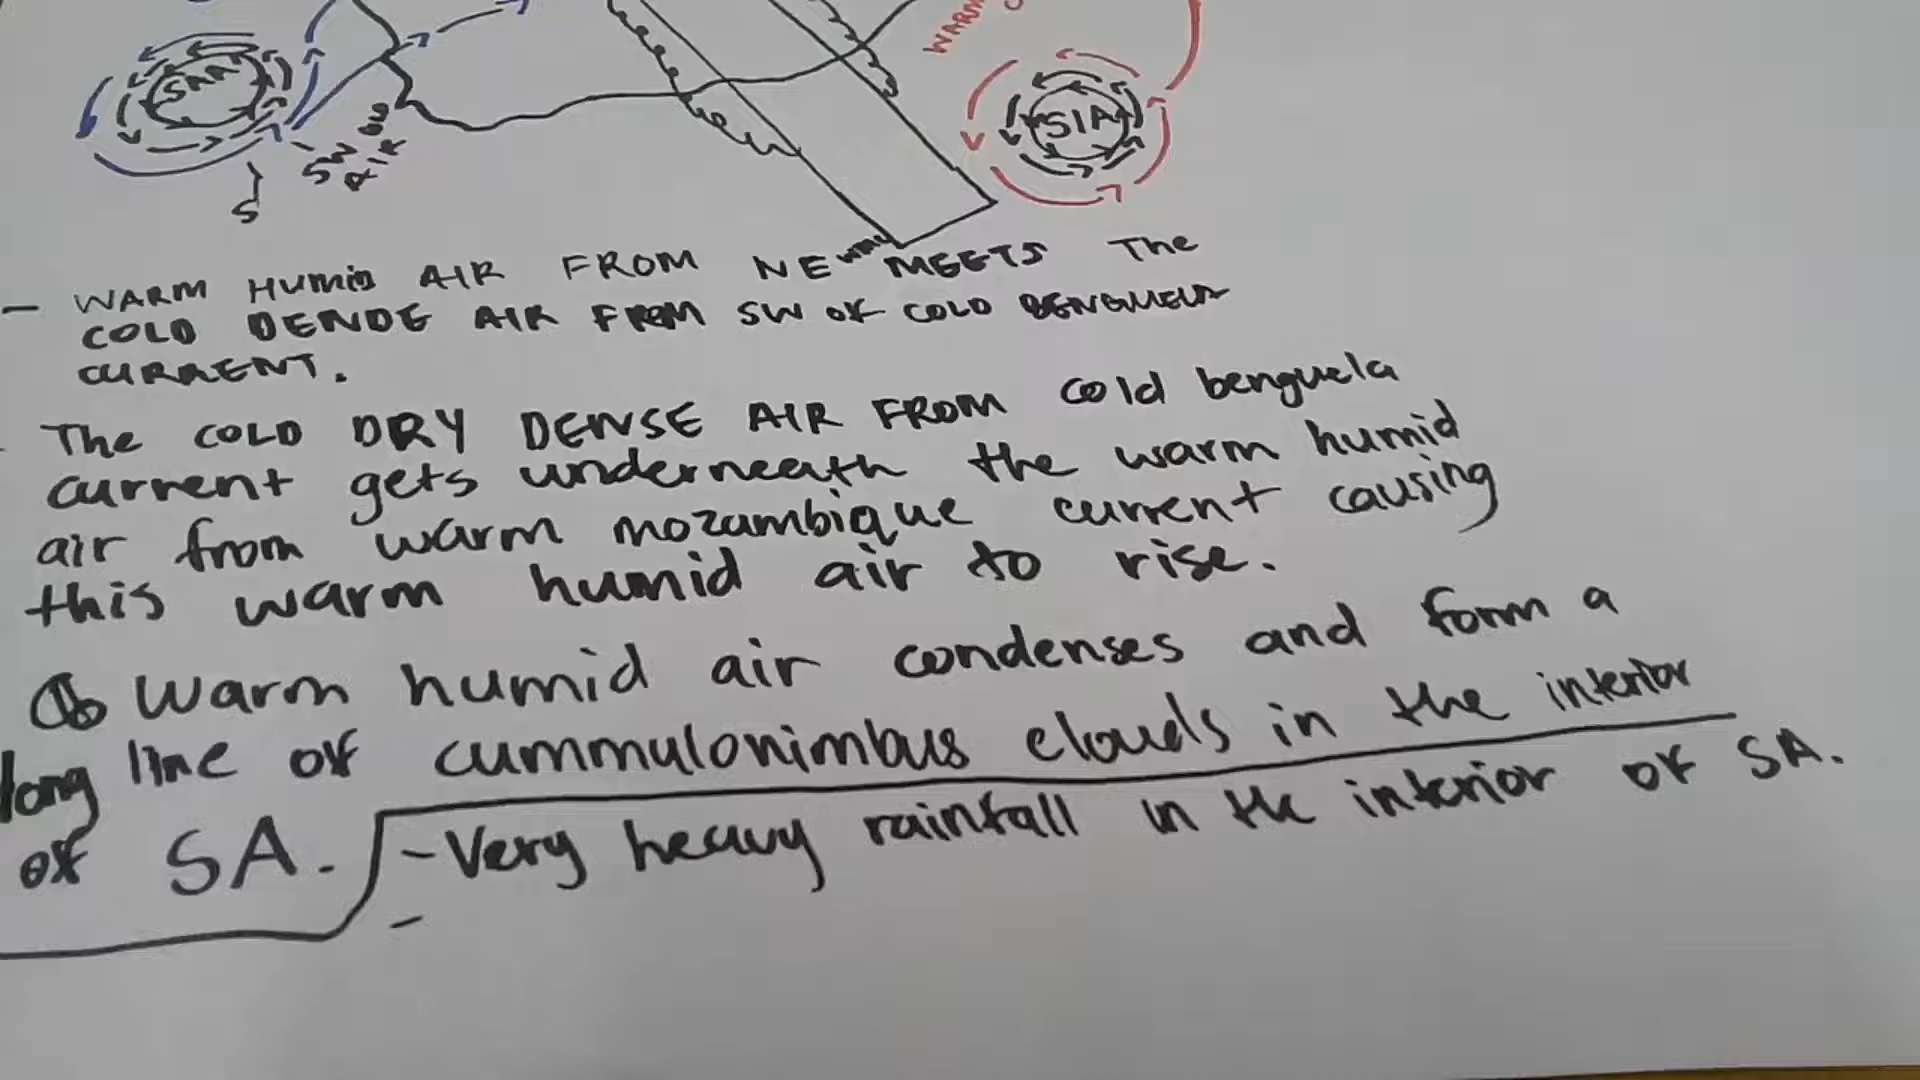 WARM
C
SAA
SIA
SW
AIR
S
- WARM HUMID AIR FROM NE MEETS The
COLD DENDE AIR FROM SW OF COLD BENGUELA
CURRENT.
- The COLD DRY DENSE AIR FROM cold benguela
current gets underneath the warm humid
air from warm mozambique current causing
this warm humid air to rise.
Warm humid air condenses and form a
long line of cummulonimbus clouds in the interior
of SA.
- Very heavy rainfall in the interior of SA.
-